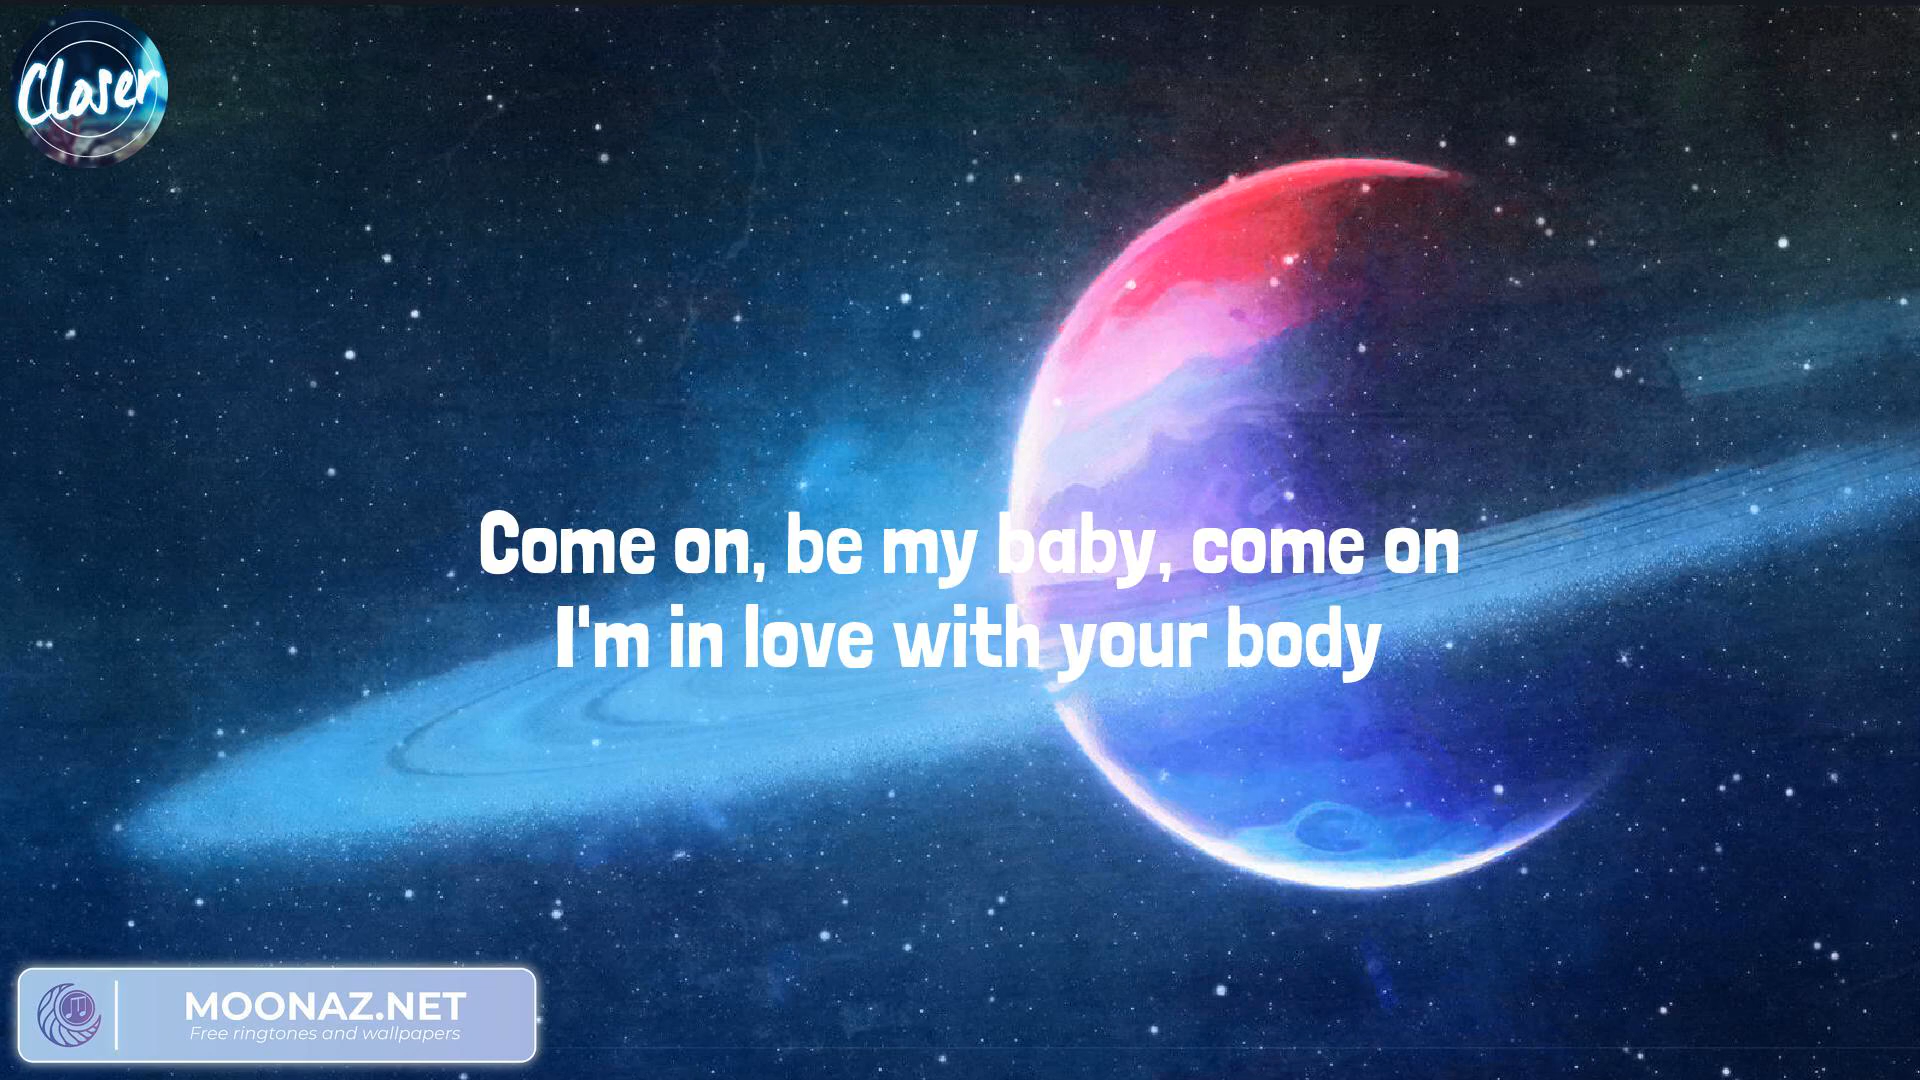 Closer
Come on, be my baby, come on
I'm in love with your body
MOONAZ.NET
Free ringtones and wallpapers